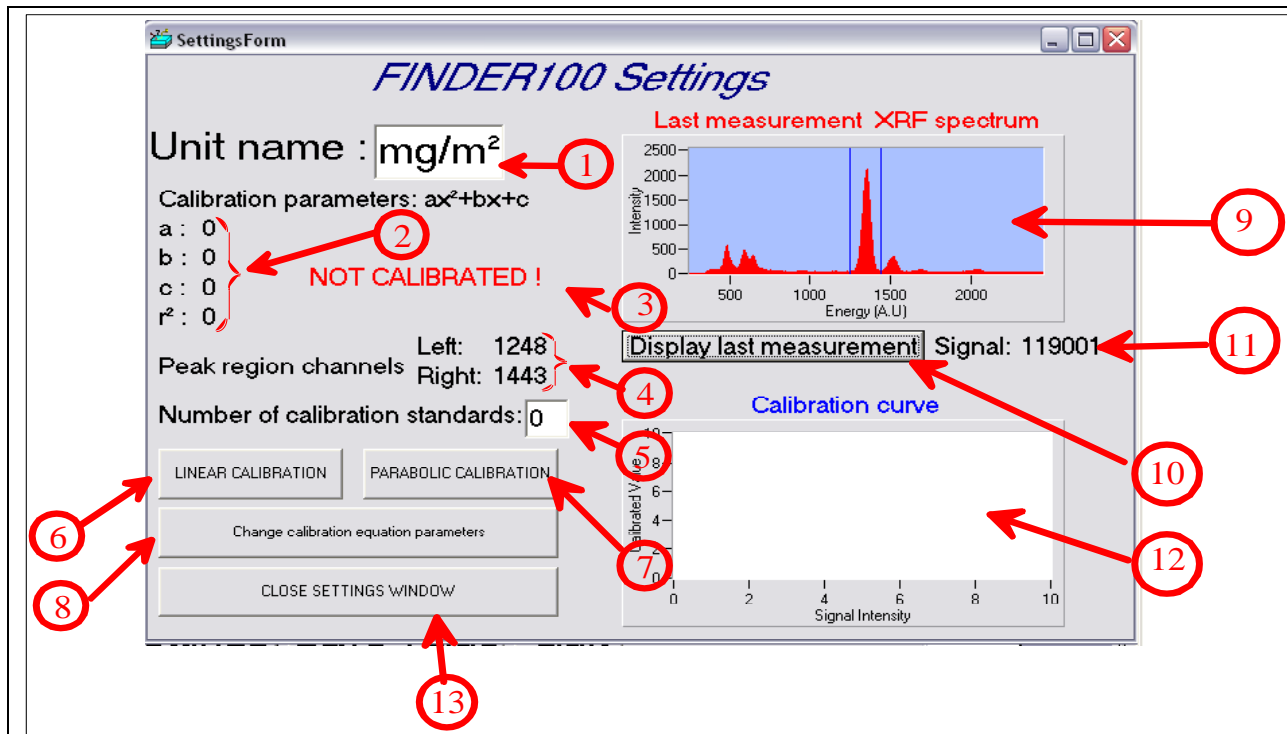 SettingsForm
FINDER100 Settings
Unit name : mg/m²
1
Calibration parameters: ax²+bx+c
a : 0
b : 0
c : 0
r² : 0
2
NOT CALIBRATED !
3
Peak region channels
Left: 1248
Right: 1443
4
Number of calibration standards: 0
5
LINEAR CALIBRATION
PARABOLIC CALIBRATION
6
7
Change calibration equation parameters
8
CLOSE SETTINGS WINDOW
13
Last measurement XRF spectrum
2500
2000
1500
1000
500
0
Intensity
500 1000 1500 2000
Energy (A.U)
9
Display last measurement
Signal: 119001
11
10
Calibration curve
10
8
6
4
2
0
Calibrated Value
0 2 4 6 8 10
Signal Intensity
12